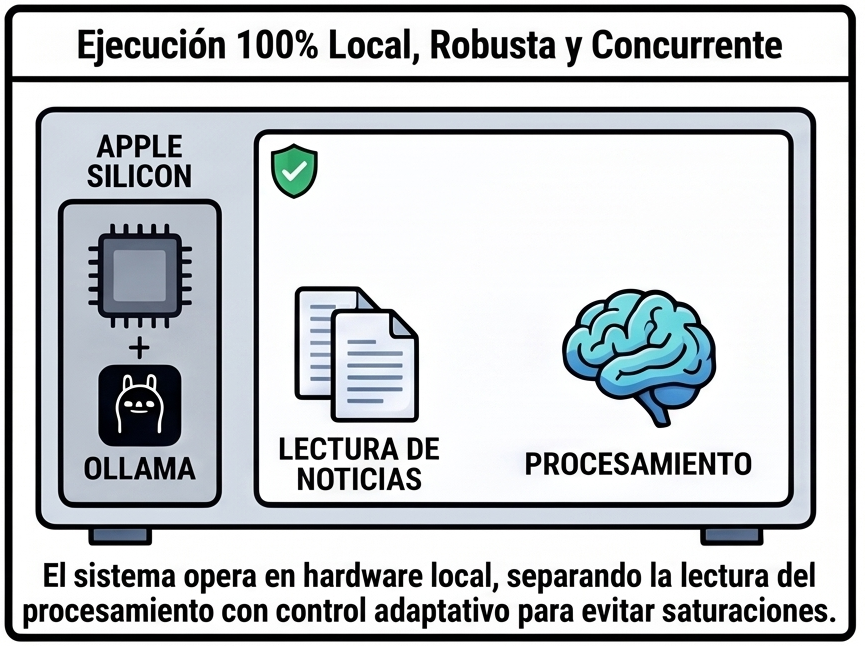 Ejecución 100% Local, Robusta y Concurrente
APPLE
SILICON
+
OLLAMA
LECTURA DE
NOTICIAS
PROCESAMIENTO
El sistema opera en hardware local, separando la lectura del
procesamiento con control adaptativo para evitar saturaciones.